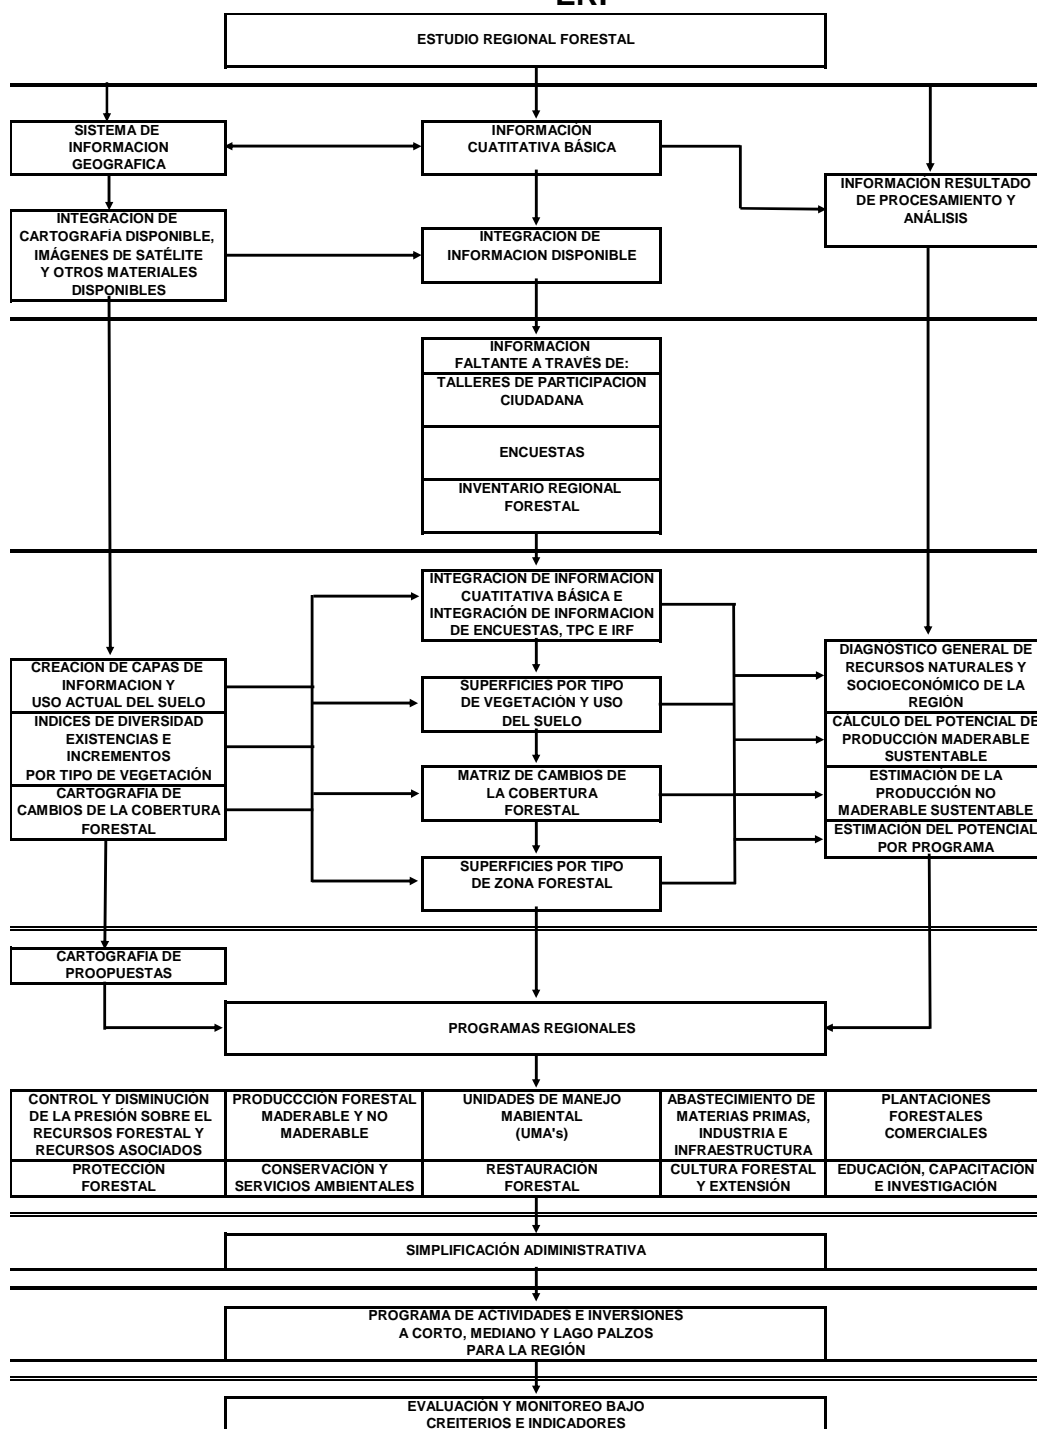 ESTUDIO REGIONAL FORESTAL
SISTEMA DE
INFORMACION
GEOGRAFICA
INFORMACIÓN
CUATITATIVA BÁSICA
INFORMACIÓN RESULTADO
DE PROCESAMIENTO Y
ANÁLISIS
INTEGRACION DE
CARTOGRAFÍA DISPONIBLE,
IMÁGENES DE SATÉLITE
Y OTROS MATERIALES
DISPONIBLES
INTEGRACION DE
INFORMACION DISPONIBLE
INFORMACION
FALTANTE A TRAVÉS DE:
TALLERES DE PARTICIPACION
CIUDADANA
ENCUESTAS
INVENTARIO REGIONAL
FORESTAL
INTEGRACION DE INFORMACION
CUATITATIVA BÁSICA E
INTEGRACIÓN DE INFORMACION
DE ENCUESTAS, TPC E IRF
CREACION DE CAPAS DE
INFORMACION Y
USO ACTUAL DEL SUELO
INDICES DE DIVERSIDAD
EXISTENCIAS E
INCREMENTOS
POR TIPO DE VEGETACIÓN
CARTOGRAFIA DE
CAMBIOS DE LA COBERTURA
FORESTAL
SUPERFICIES POR TIPO
DE VEGETACIÓN Y USO
DEL SUELO
MATRIZ DE CAMBIOS DE
LA COBERTURA
FORESTAL
SUPERFICIES POR TIPO
DE ZONA FORESTAL
DIAGNÓSTICO GENERAL DE
RECURSOS NATURALES Y
SOCIOECONÓMICO DE LA
REGIÓN
CÁLCULO DEL POTENCIAL DE
PRODUCCIÓN MADERABLE
SUSTENTABLE
ESTIMACIÓN DE LA
PRODUCCIÓN NO
MADERABLE SUSTENTABLE
ESTIMACIÓN DEL POTENCIAL
POR PROGRAMA
CARTOGRAFIA DE
PROOPUESTAS
PROGRAMAS REGIONALES
CONTROL Y DISMINUCIÓN
DE LA PRESIÓN SOBRE EL
RECURSOS FORESTAL Y
RECURSOS ASOCIADOS
PRODUCCCIÓN FORESTAL
MADERABLE Y NO
MADERABLE
UNIDADES DE MANEJO
MABIENTAL
(UMA's)
ABASTECIMIENTO DE
MATERIAS PRIMAS,
INDUSTRIA E
INFRAESTRUCTURA
PLANTACIONES
FORESTALES
COMERCIALES
PROTECCIÓN
FORESTAL
CONSERVACIÓN Y
SERVICIOS AMBIENTALES
RESTAURACIÓN
FORESTAL
CULTURA FORESTAL
Y EXTENSIÓN
EDUCACIÓN, CAPACITACIÓN
E INVESTIGACIÓN
SIMPLIFICACIÓN ADIMINISTRATIVA
PROGRAMA DE ACTIVIDADES E INVERSIONES
A CORTO, MEDIANO Y LAGO PALZOS
PARA LA REGIÓN
EVALUACIÓN Y MONITOREO BAJO
CREITERIOS E INDICADORES